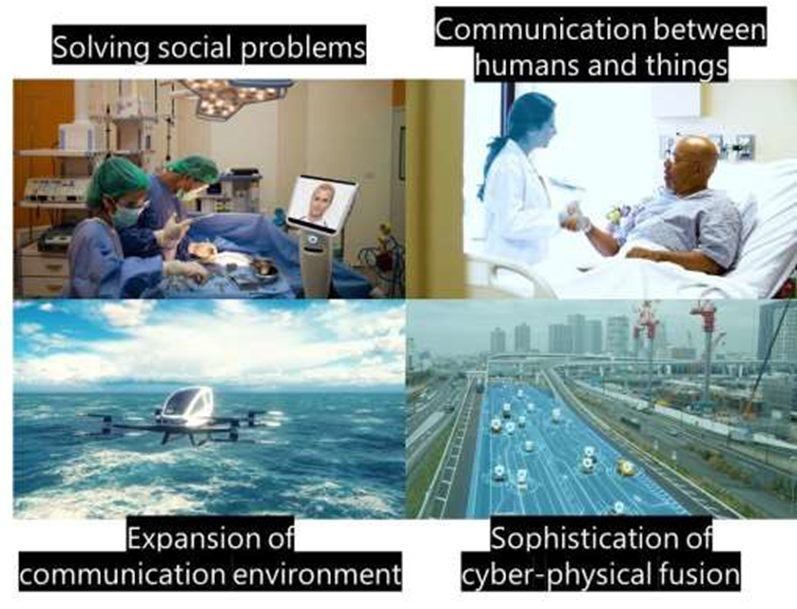 Solving social problems
Communication between
humans and things
Expansion of
communication environment
Sophistication of
cyber-physical fusion